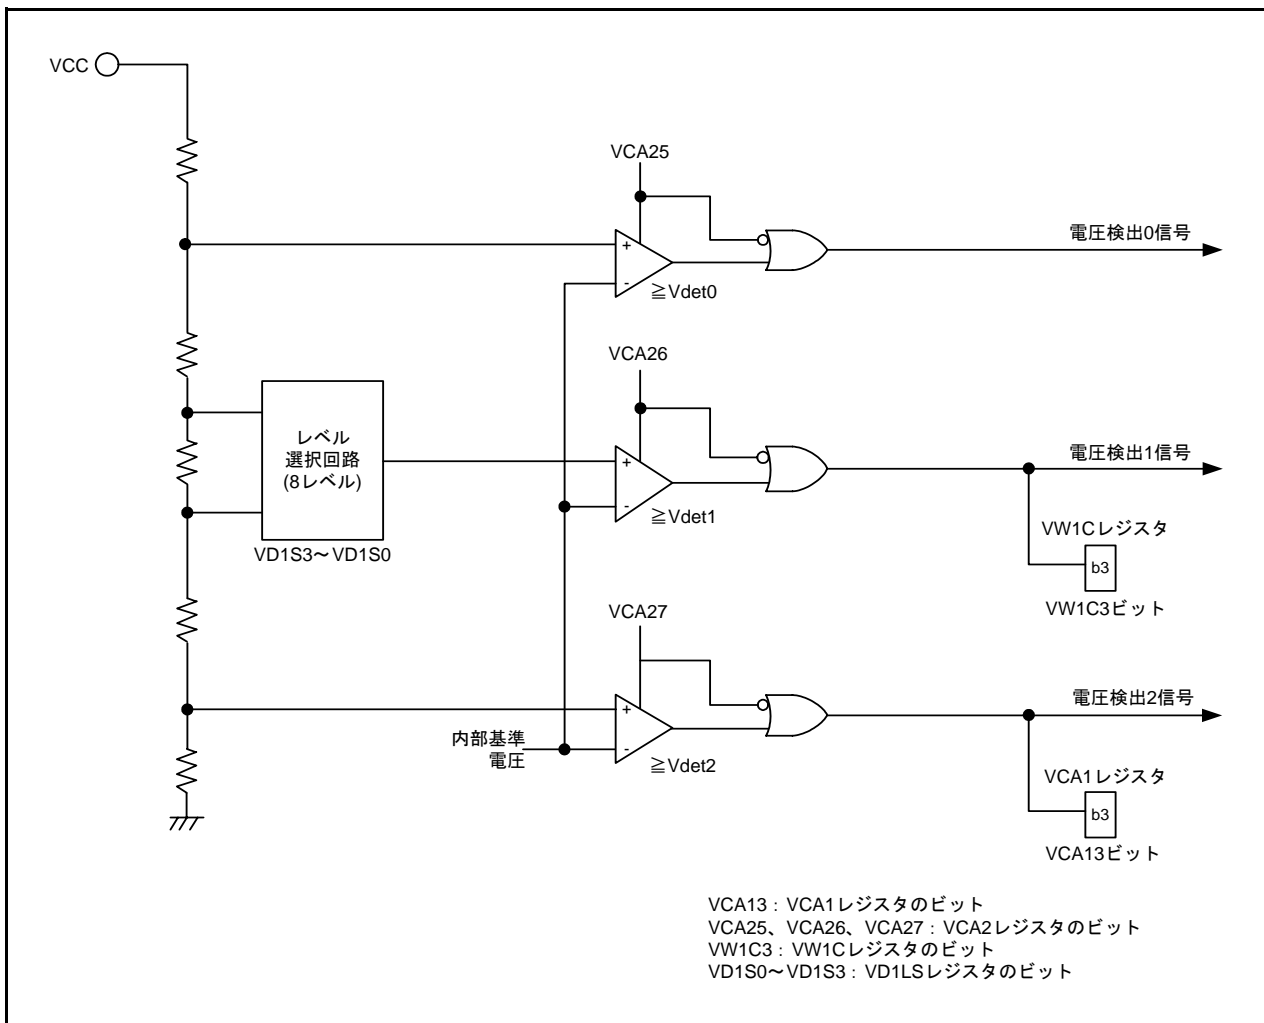 VCC
VCA25
+
-
≧Vdet0
電圧検出0信号
VCA26
レベル
選択回路
(8レベル)
VD1S3～VD1S0
+
-
≧Vdet1
電圧検出1信号
VW1Cレジスタ
b3
VW1C3ビット
VCA27
+
-
≧Vdet2
内部基準
電圧
電圧検出2信号
VCA1レジスタ
b3
VCA13ビット
VCA13：VCA1レジスタのビット
VCA25、VCA26、VCA27：VCA2レジスタのビット
VW1C3：VW1Cレジスタのビット
VD1S0～VD1S3：VD1LSレジスタのビット